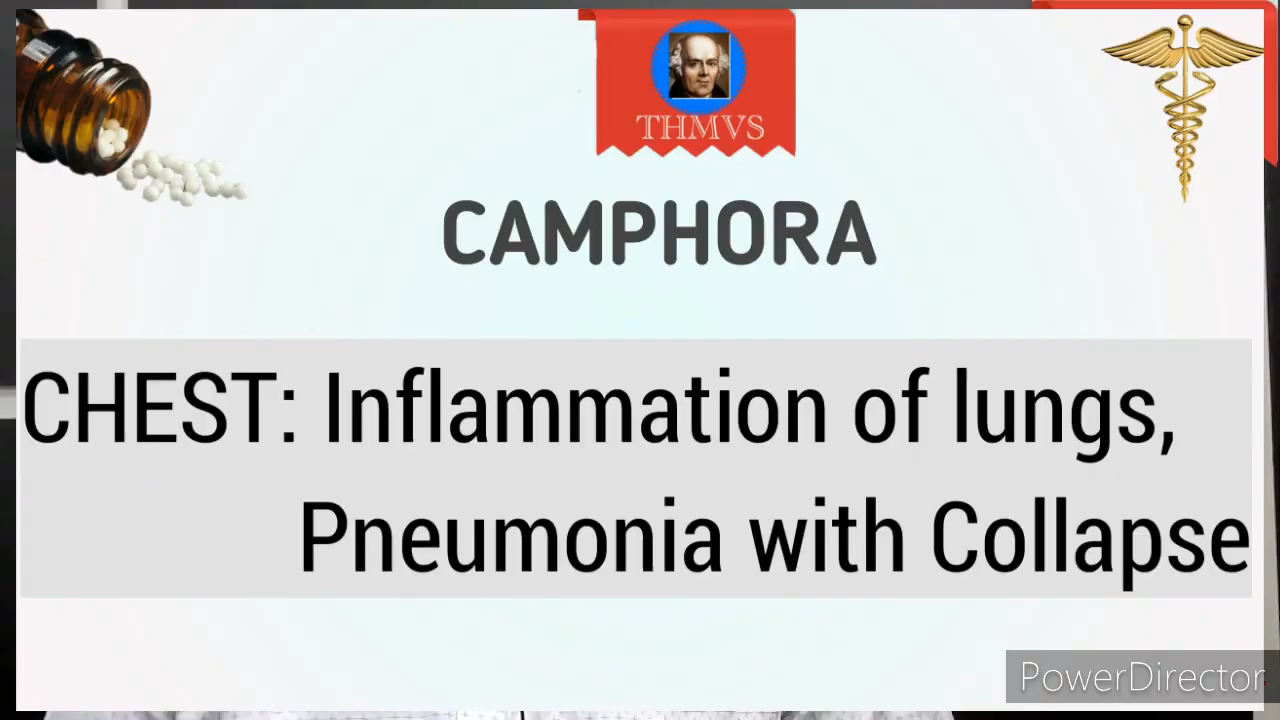 THMVS
CAMPHORA
CHEST: Inflammation of lungs,
Pneumonia with Collapse
PowerDirector